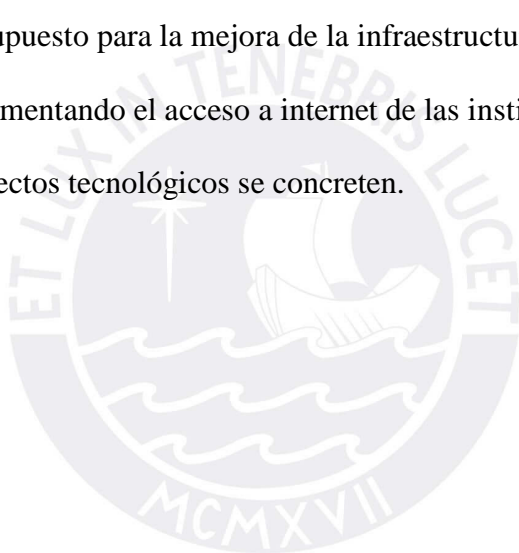 upuesto para la mejora de la infraestructu
mentando el acceso a internet de las insti
ectos tecnológicos se concreten.
ET LUX IN TENEBRIS LUCET
MCMXVII